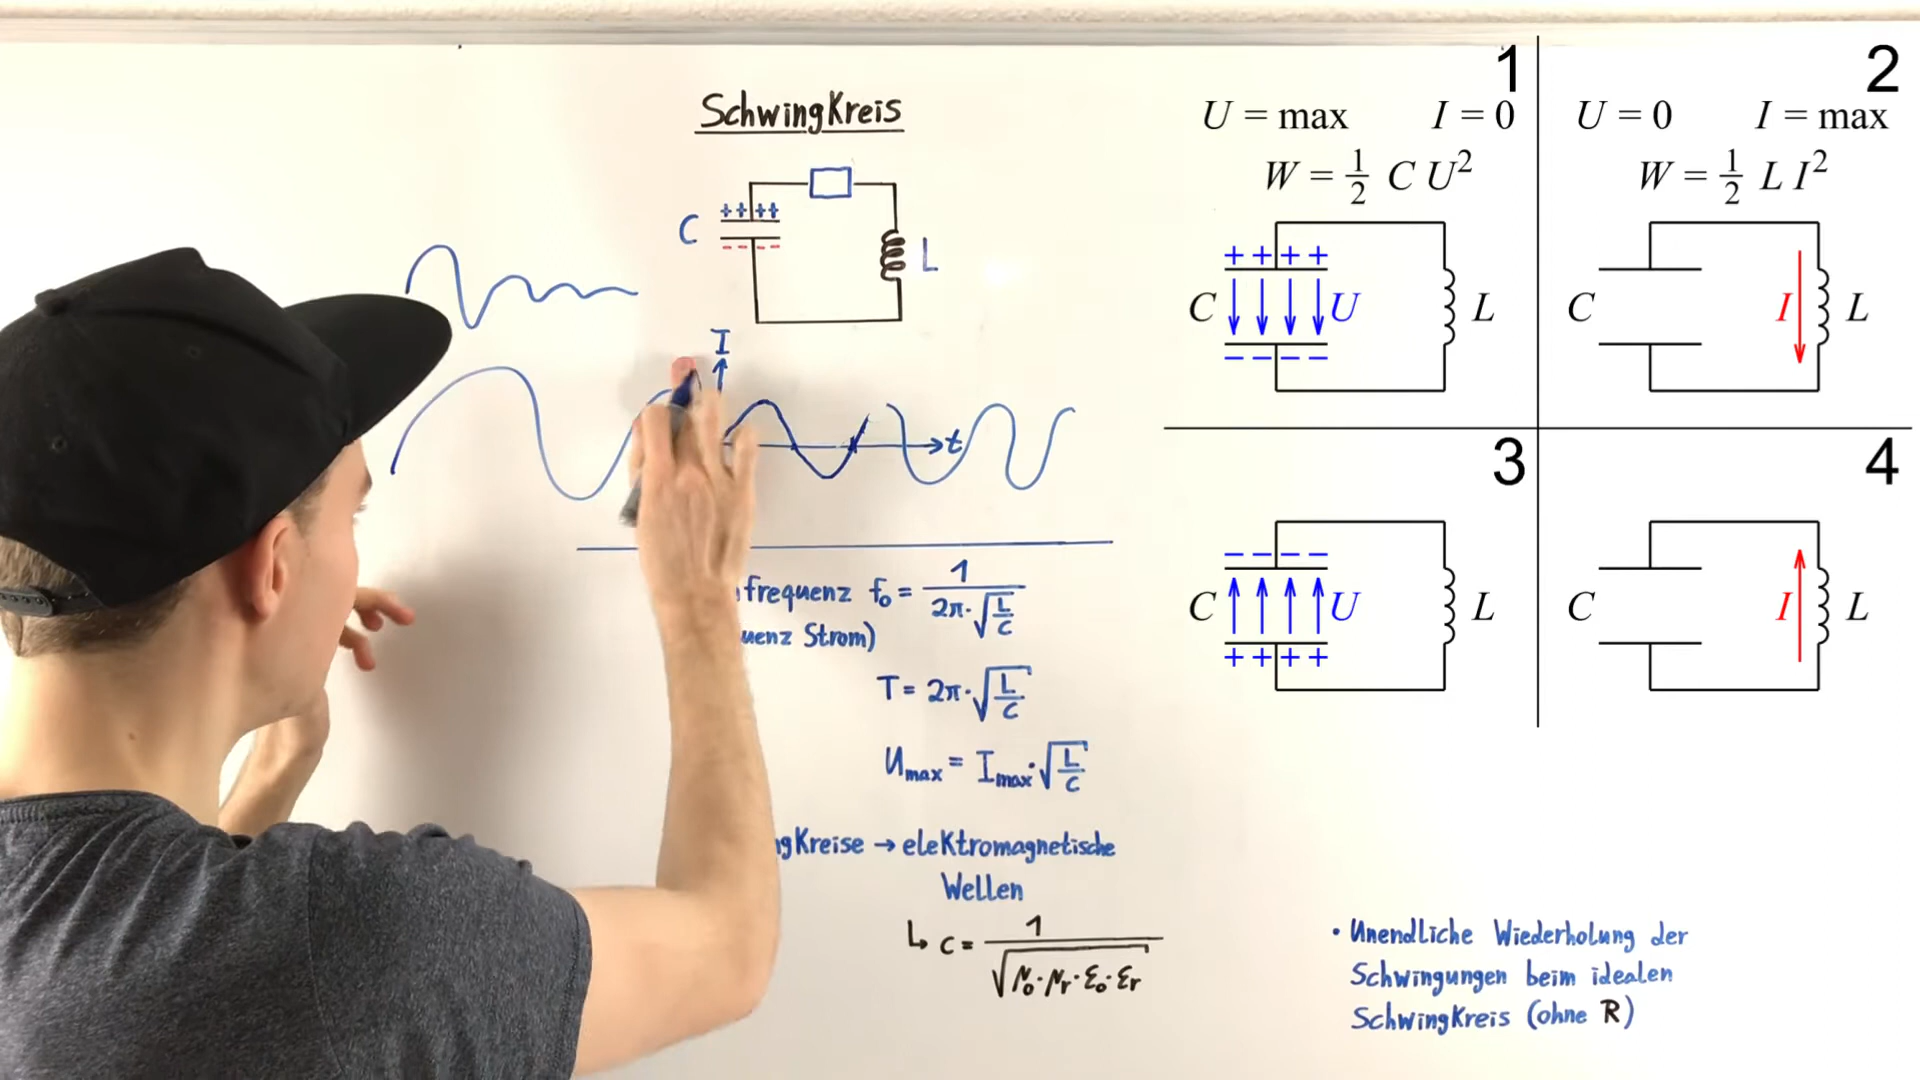 SchwingKreis
++++
C
----
L
I
t
frequenz f₀ = 1 / 2π·√(L/C)
Strom)
T = 2π·√(L/C)
Umax = Imax·√(L/C)
→ eleKtromagnetische
Wellen
↳ c = 1 / √(μ₀·μr·ε₀·εr)
1
U = max I = 0
W = 1/2 C U²
++++
C U L
----
2
U = 0 I = max
W = 1/2 L I²
C I L
3
----
C U L
++++
4
C I L
• Unendliche Wiederholung der
Schwingungen beim idealen
SchwingKreis (ohne R)